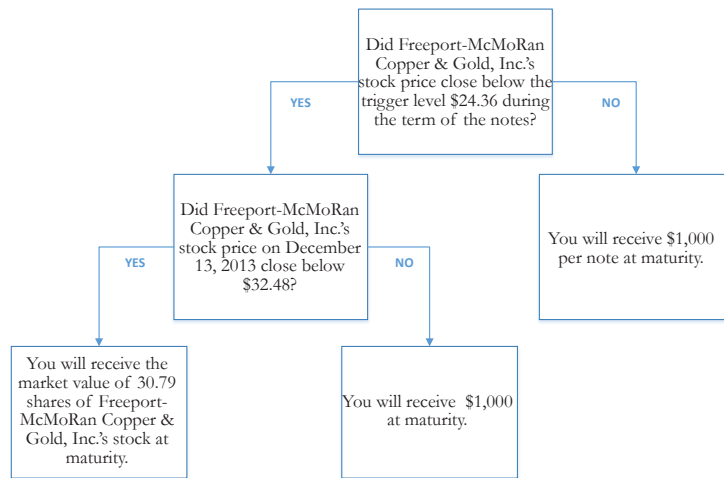 Did Freeport-McMoRan
Copper & Gold, Inc.'s
stock price close below the
trigger level $24.36 during
the term of the notes?
YES
NO
Did Freeport-McMoRan
Copper & Gold, Inc.'s
stock price on December
13, 2013 close below
$32.48?
You will receive $1,000
per note at maturity.
YES
NO
You will receive the
market value of 30.79
shares of Freeport-
McMoRan Copper &
Gold, Inc.'s stock at
maturity.
You will receive $1,000
at maturity.